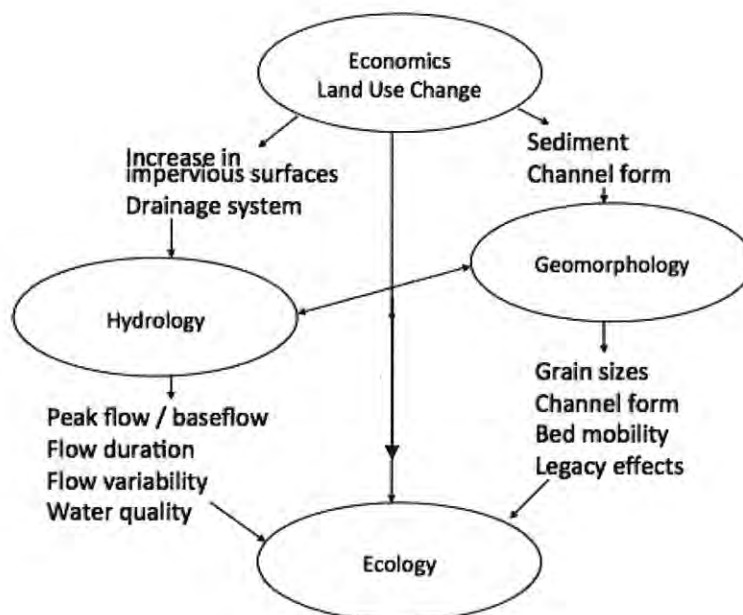 Economics
Land Use Change
Increase in
impervious surfaces
Drainage system
Sediment
Channel form
Hydrology
Geomorphology
Peak flow / baseflow
Flow duration
Flow variability
Water quality
Grain sizes
Channel form
Bed mobility
Legacy effects
Ecology